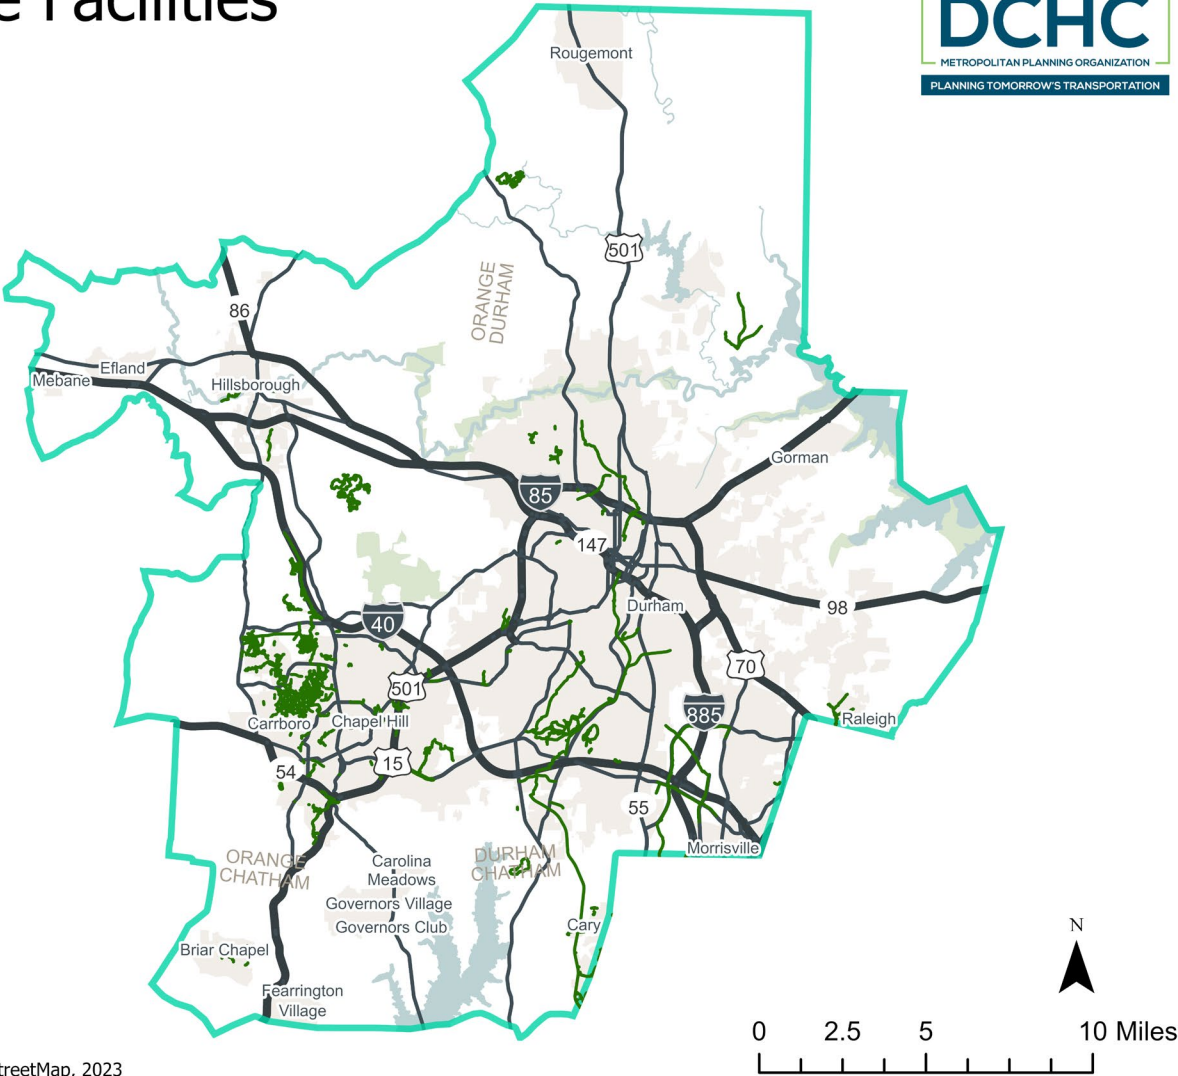 e Facilities
DCHC
METROPOLITAN PLANNING ORGANIZATION
PLANNING TOMORROW'S TRANSPORTATION
Rougemont
501
ORANGE
DURHAM
86
Efland
Mebane
Hillsborough
Gorman
85
147
Durham
98
40
70
501
885
Raleigh
Carrboro
Chapel Hill
54
15
55
Morrisville
ORANGE
CHATHAM
Carolina
Meadows
DURHAM
CHATHAM
Governors Village
Governors Club
Cary
Briar Chapel
Fearrington
Village
N
0 2.5 5 10 Miles
treetMap, 2023